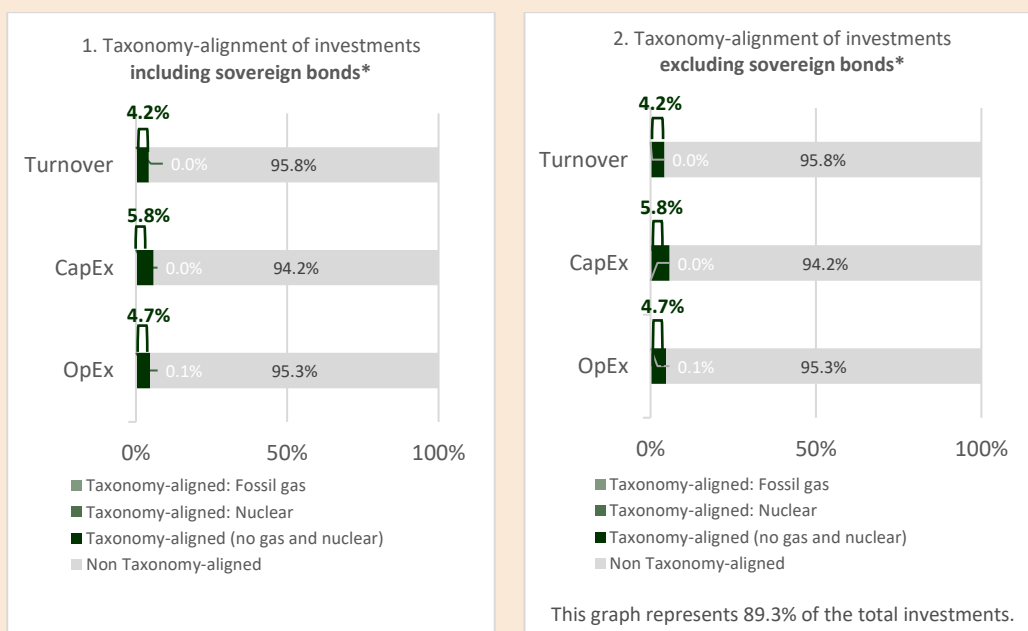 1. Taxonomy-alignment of investments
including sovereign bonds*
4.2%
Turnover
0.0%
95.8%
5.8%
CapEx
0.0%
94.2%
4.7%
OpEx
0.1%
95.3%
0%
50%
100%
Taxonomy-aligned: Fossil gas
Taxonomy-aligned: Nuclear
Taxonomy-aligned (no gas and nuclear)
Non Taxonomy-aligned
2. Taxonomy-alignment of investments
excluding sovereign bonds*
4.2%
Turnover
0.0%
95.8%
5.8%
CapEx
0.0%
94.2%
4.7%
OpEx
0.1%
95.3%
0%
50%
100%
Taxonomy-aligned: Fossil gas
Taxonomy-aligned: Nuclear
Taxonomy-aligned (no gas and nuclear)
Non Taxonomy-aligned
This graph represents 89.3% of the total investments.